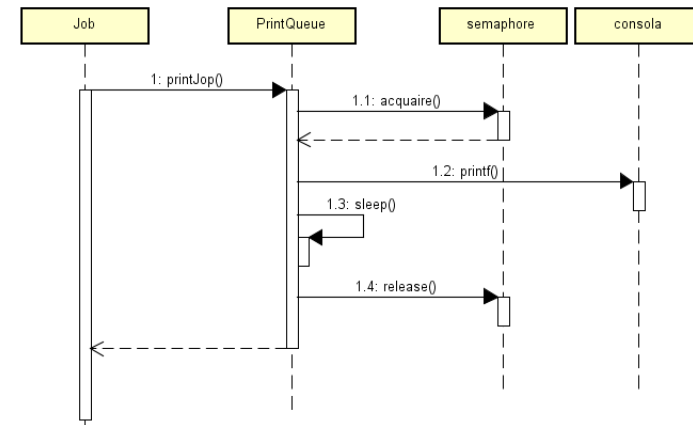 Job
PrintQueue
semaphore
consola
1: printJop()
1.1: acquaire()
1.2: printf()
1.3: sleep()
1.4: release()